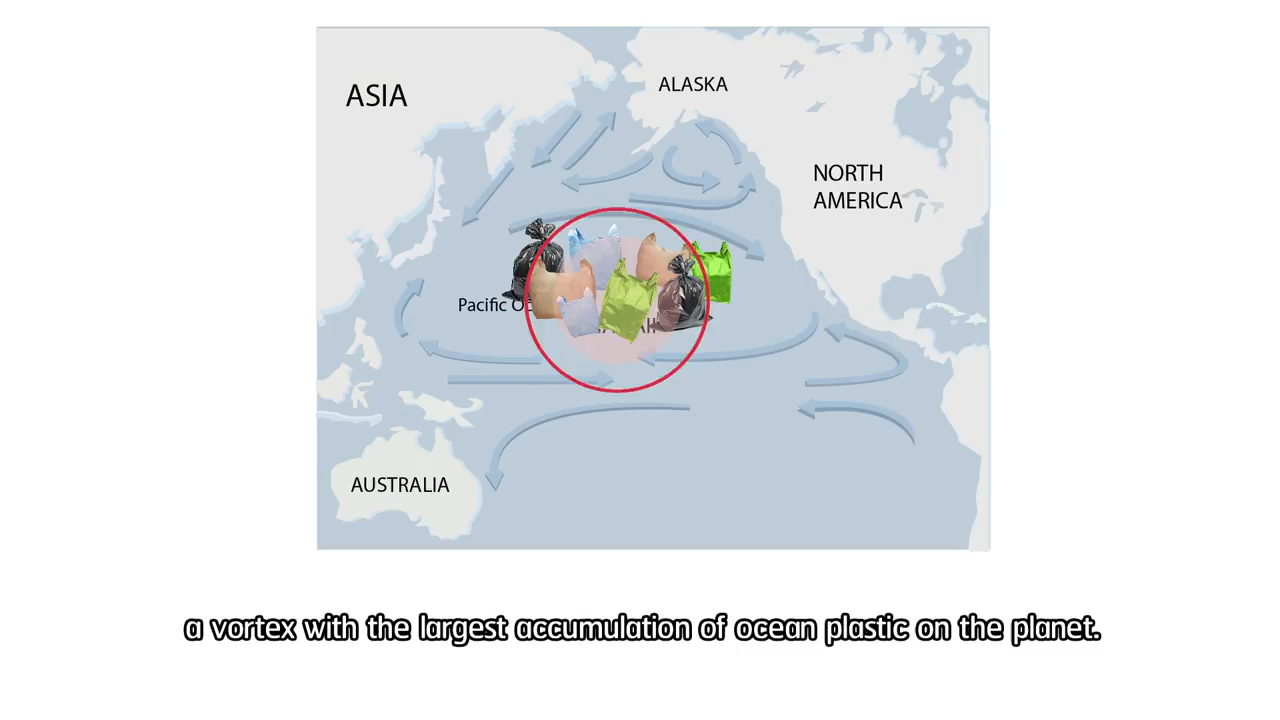 ASIA
ALASKA
NORTH
AMERICA
Pacific
AUSTRALIA
a vortex with the largest accumulation of ocean plastic on the planet.